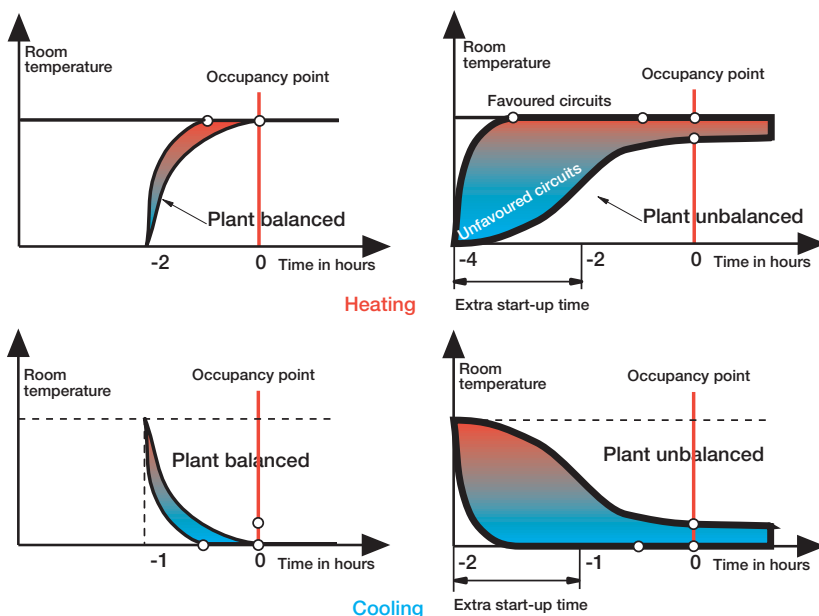 Room
temperature
Occupancy
point
Plant balanced
-2
0
Time in hours
Room
temperature
Occupancy
point
Favoured circuits
Unfavoured circuits
Plant unbalanced
-4
-2
0
Time in hours
Extra start-up time
Heating
Room
temperature
Occupancy point
Plant balanced
-1
0
Time in hours
Room
temperature
Occupancy
point
Plant unbalanced
-2
-1
0
Time in hours
Extra start-up time
Cooling